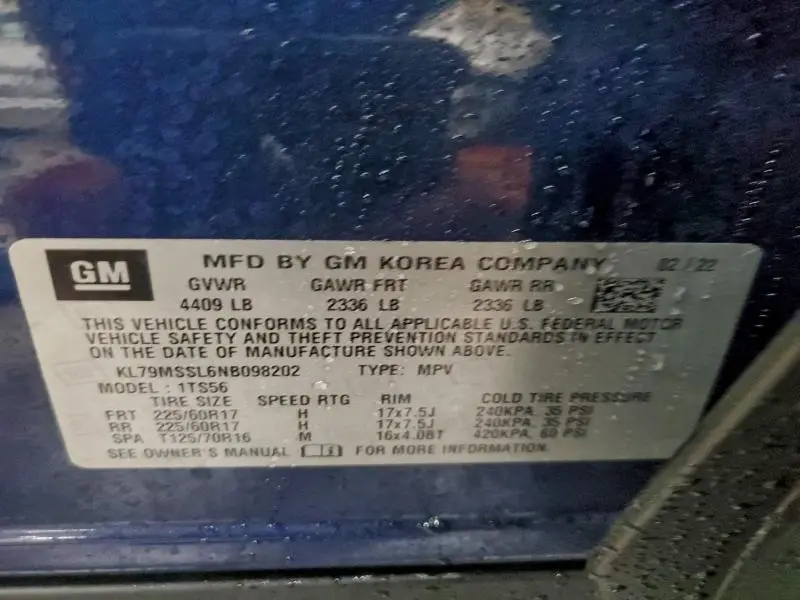 GM
MFD BY GM KOREA COMPANY 02 / 22
GVWR GAWR FRT GAWR RR
4409 LB 2336 LB 2336 LB
THIS VEHICLE CONFORMS TO ALL APPLICABLE U.S. FEDERAL MOTOR
VEHICLE SAFETY AND THEFT PREVENTION STANDARDS IN EFFECT
ON THE DATE OF MANUFACTURE SHOWN ABOVE.
KL79MSSL6NB098202 TYPE: MPV
MODEL : 1TS56
TIRE SIZE SPEED RTG RIM COLD TIRE PRESSURE
FRT 225/60R17 H 17x7.5J 240KPA, 35 PSI
RR 225/60R17 H 17x7.5J 240KPA, 35 PSI
SPA T125/70R16 M 16x4.0BT 420KPA, 60 PSI
SEE OWNER'S MANUAL FOR MORE INFORMATION.